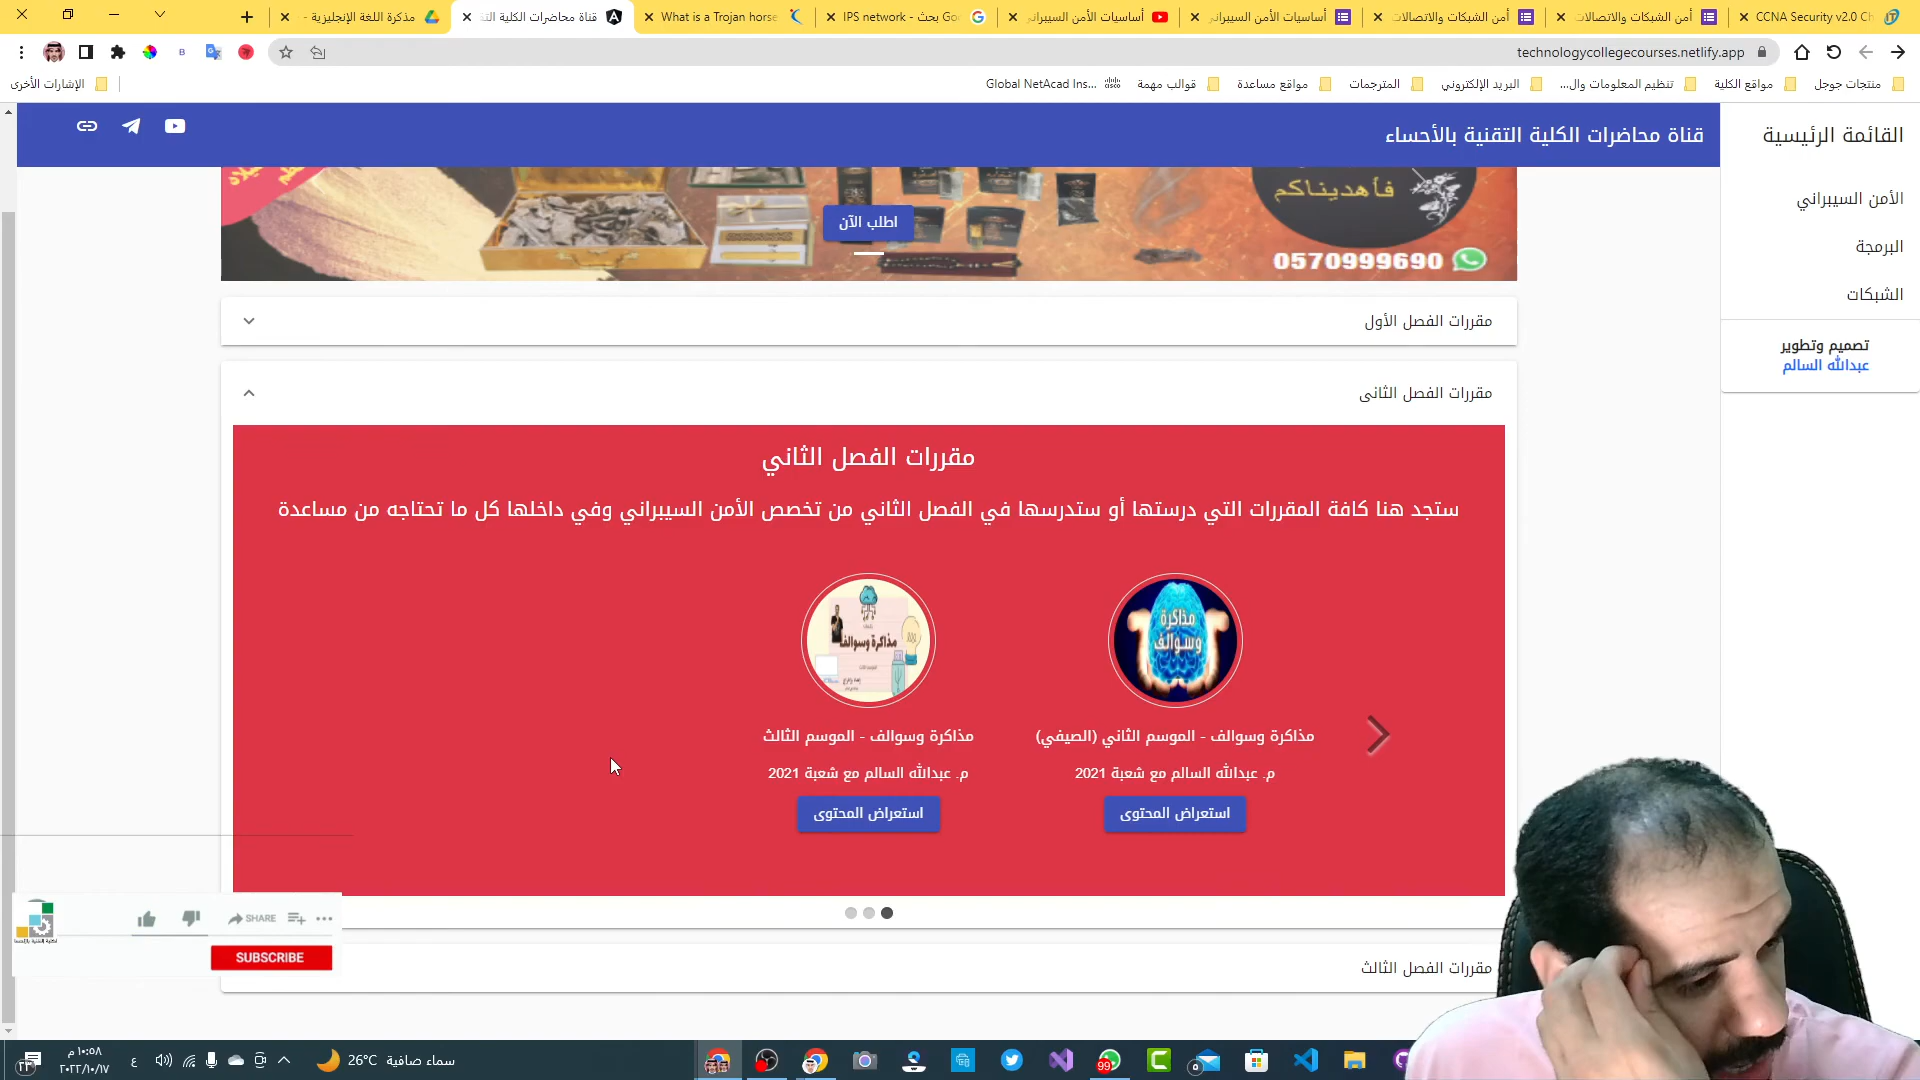 CCNA Security v2.0 Ch
أمن الشبكات والاتصالات
أمن الشبكات والاتصالات
أساسيات الأمن السيبراني
أساسيات الأمن السيبراني
IPS network - بحث Go
What is a Trojan horse
قناة محاضرات الكلية التق
مذكرة اللغة الإنجليزية -
technologycollegecourses.netlify.app
منتجات جوجل
مواقع الكلية
تنظيم المعلومات وال...
البريد الإلكتروني
المترجمات
مواقع مساعدة
قوالب مهمة
Global NetAcad Ins...
الإشارات الأخرى
القائمة الرئيسية
الأمن السيبراني
البرمجة
الشبكات
تصميم وتطوير
عبدالله السالم
قناة محاضرات الكلية التقنية بالأحساء
فأهديناكم
اطلب الآن
0570999690
مقررات الفصل الأول
مقررات الفصل الثاني
مقررات الفصل الثاني
ستجد هنا كافة المقررات التي درستها أو ستدرسها في الفصل الثاني من تخصص الأمن السيبراني وفي داخلها كل ما تحتاجه من مساعدة
مذاكرة وسوالف
مذاكرة وسوالف
مذاكرة وسوالف - الموسم الثاني (الصيفي)
م. عبدالله السالم مع شعبة 2021
استعراض المحتوى
مذاكرة وسوالف - الموسم الثالث
م. عبدالله السالم مع شعبة 2021
استعراض المحتوى
مقررات الفصل الثالث
SHARE
SUBSCRIBE
99
26°C سماء صافية
ع
١٠:٥٨ م
٢٠٢٢/١٠/١٧